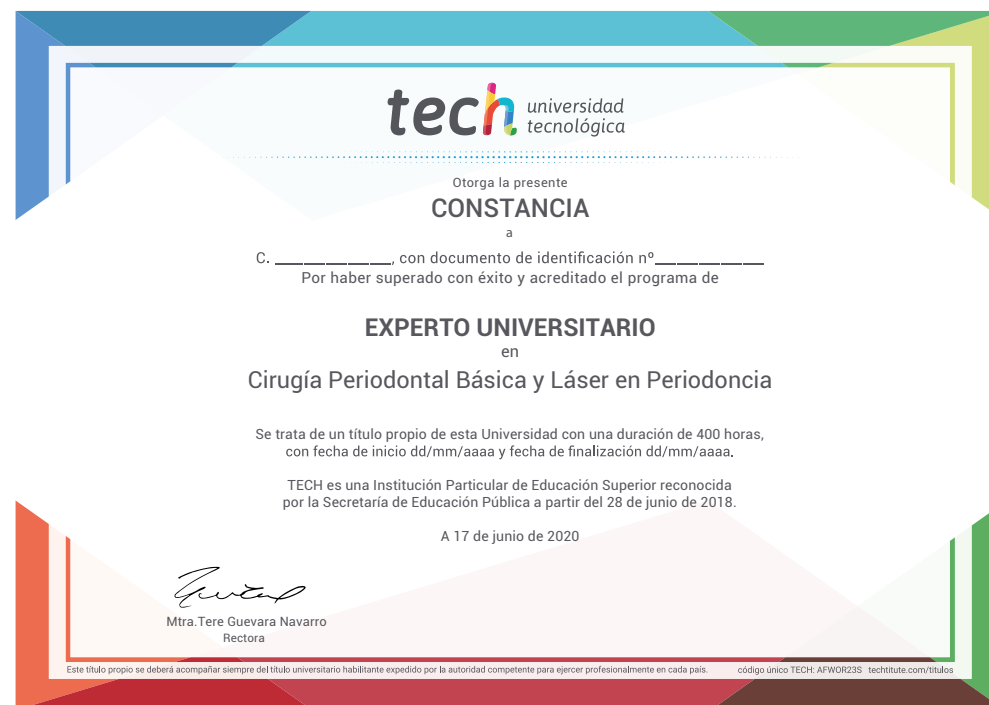 tech universidad
tecnológica
Otorga la presente
CONSTANCIA
a
C. ______________, con documento de identificación nº_____________
Por haber superado con éxito y acreditado el programa de
EXPERTO UNIVERSITARIO
en
Cirugía Periodontal Básica y Láser en Periodoncia
Se trata de un título propio de esta Universidad con una duración de 400 horas,
con fecha de inicio dd/mm/aaaa y fecha de finalización dd/mm/aaaa.
TECH es una Institución Particular de Educación Superior reconocida
por la Secretaría de Educación Pública a partir del 28 de junio de 2018.
A 17 de junio de 2020
Mtra.Tere Guevara Navarro
Rectora
Este título propio se deberá acompañar siempre del título universitario habilitante expedido por la autoridad competente para ejercer profesionalmente en cada país. código único TECH: AFWOR23S techtitute.com/titulos